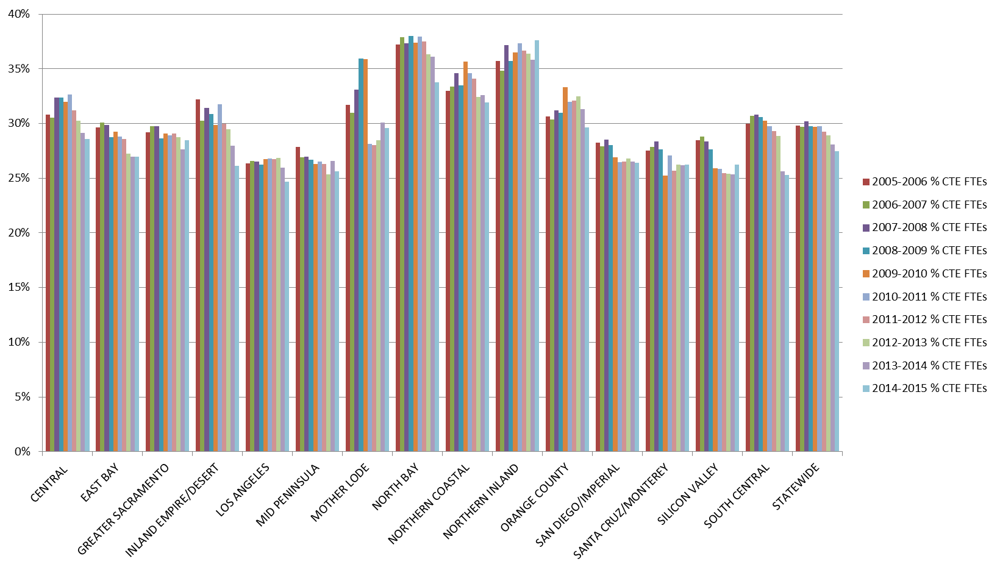 40%
35%
30%
25%
20%
15%
10%
5%
0%
CENTRAL
EAST BAY
GREATER SACRAMENTO
INLAND EMPIRE/DESERT
LOS ANGELES
MID PENINSULA
MOTHER LODE
NORTH BAY
NORTHERN COASTAL
NORTHERN INLAND
ORANGE COUNTY
SAN DIEGO/IMPERIAL
SANTA CRUZ/MONTEREY
SILICON VALLEY
SOUTH CENTRAL
STATEWIDE
2005-2006 % CTE FTEs
2006-2007 % CTE FTEs
2007-2008 % CTE FTEs
2008-2009 % CTE FTEs
2009-2010 % CTE FTEs
2010-2011 % CTE FTEs
2011-2012 % CTE FTEs
2012-2013 % CTE FTEs
2013-2014 % CTE FTEs
2014-2015 % CTE FTEs